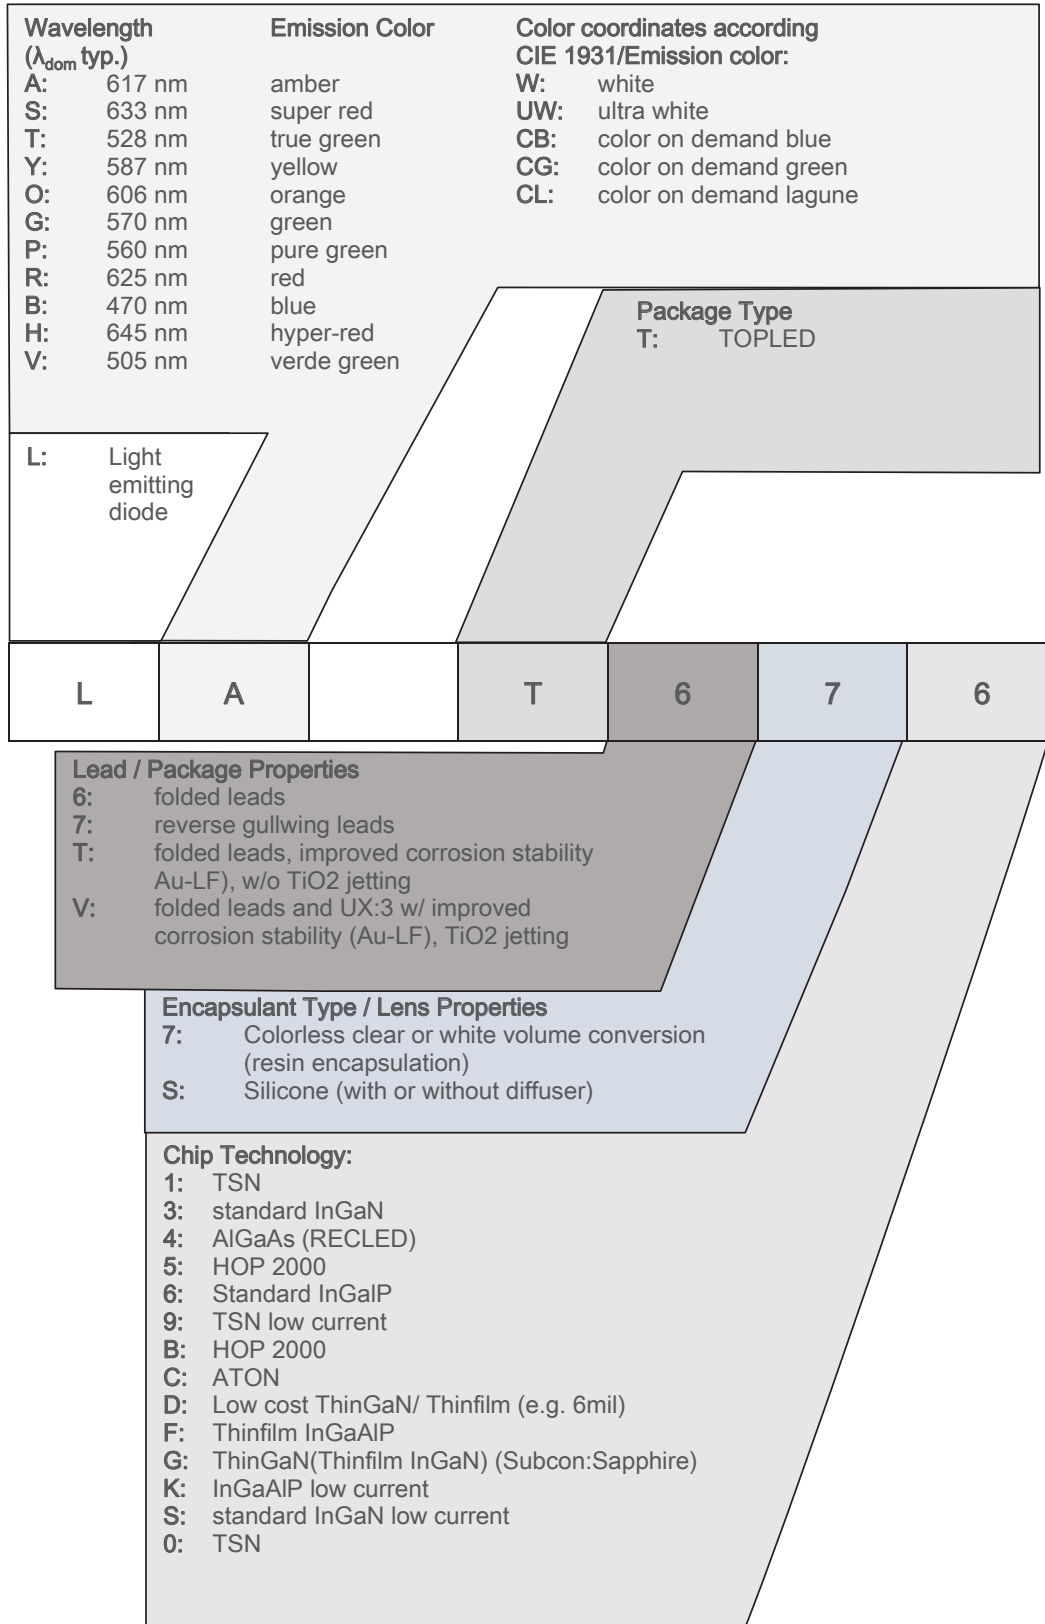 Wavelength Emission Color Color coordinates according
(λdom typ.) CIE 1931/Emission color:
A: 617 nm amber W: white
S: 633 nm super red UW: ultra white
T: 528 nm true green CB: color on demand blue
Y: 587 nm yellow CG: color on demand green
O: 606 nm orange CL: color on demand lagune
G: 570 nm green
P: 560 nm pure green
R: 625 nm red
B: 470 nm blue
H: 645 nm hyper-red
V: 505 nm verde green
Package Type
T: TOPLED
L: Light
emitting
diode
L A T 6 7 6
Lead / Package Properties
6: folded leads
7: reverse gullwing leads
T: folded leads, improved corrosion stability
Au-LF), w/o TiO2 jetting
V: folded leads and UX:3 w/ improved
corrosion stability (Au-LF), TiO2 jetting
Encapsulant Type / Lens Properties
7: Colorless clear or white volume conversion
(resin encapsulation)
S: Silicone (with or without diffuser)
Chip Technology:
1: TSN
3: standard InGaN
4: AlGaAs (RECLED)
5: HOP 2000
6: Standard InGalP
9: TSN low current
B: HOP 2000
C: ATON
D: Low cost ThinGaN/ Thinfilm (e.g. 6mil)
F: Thinfilm InGaAlP
G: ThinGaN(Thinfilm InGaN) (Subcon:Sapphire)
K: InGaAlP low current
S: standard InGaN low current
0: TSN